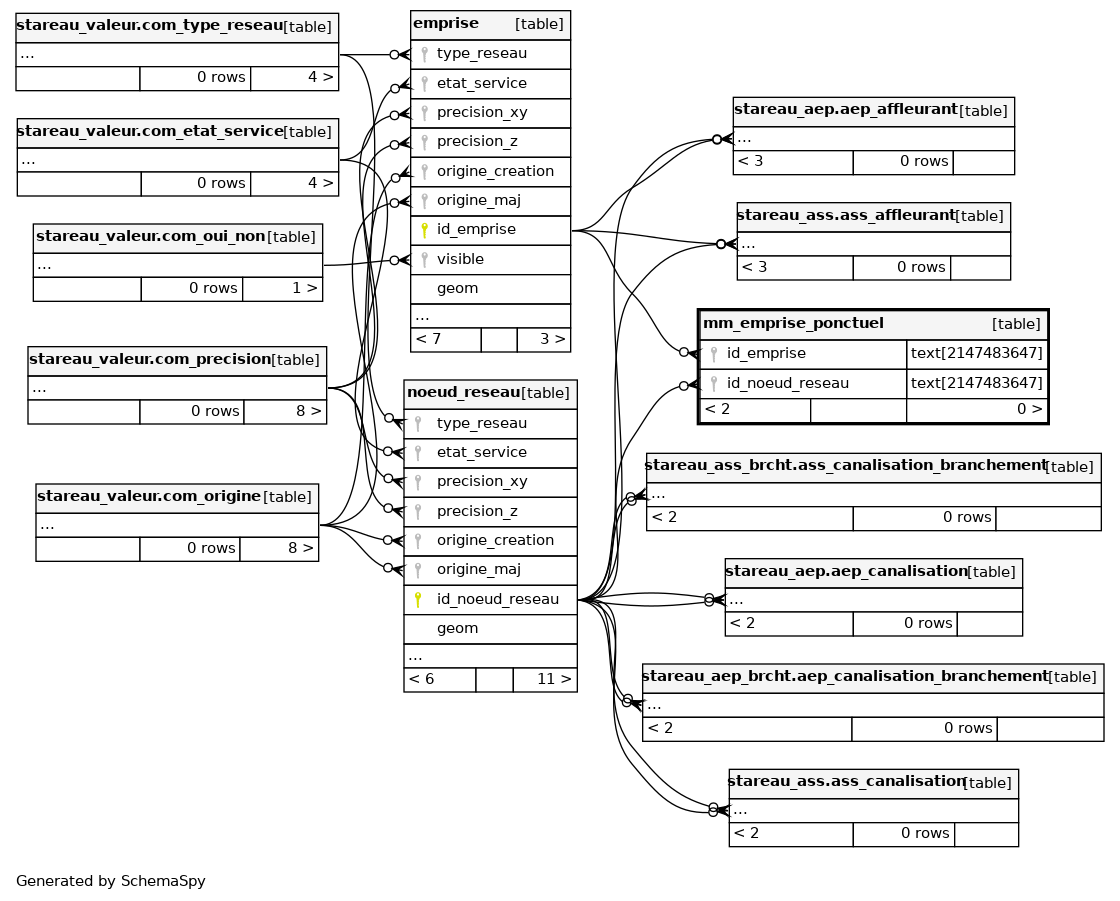 stareau_valeur.com_type_reseau [table]
...
0 rows 4 >
stareau_valeur.com_etat_service [table]
...
0 rows 4 >
stareau_valeur.com_oui_non [table]
...
0 rows 1 >
stareau_valeur.com_precision [table]
...
0 rows 8 >
stareau_valeur.com_origine [table]
...
0 rows 8 >
emprise [table]
type_reseau
etat_service
precision_xy
precision_z
origine_creation
origine_maj
id_emprise
visible
geom
...
< 7 3 >
noeud_reseau [table]
type_reseau
etat_service
precision_xy
precision_z
origine_creation
origine_maj
id_noeud_reseau
geom
...
< 6 11 >
stareau_aep.aep_affleurant [table]
...
< 3 0 rows
stareau_ass.ass_affleurant [table]
...
< 3 0 rows
mm_emprise_ponctuel [table]
id_emprise text[2147483647]
id_noeud_reseau text[2147483647]
< 2 0 >
stareau_ass_brcht.ass_canalisation_branchement [table]
...
< 2 0 rows
stareau_aep.aep_canalisation [table]
...
< 2 0 rows
stareau_aep_brcht.aep_canalisation_branchement [table]
...
< 2 0 rows
stareau_ass.ass_canalisation [table]
...
< 2 0 rows
Generated by SchemaSpy